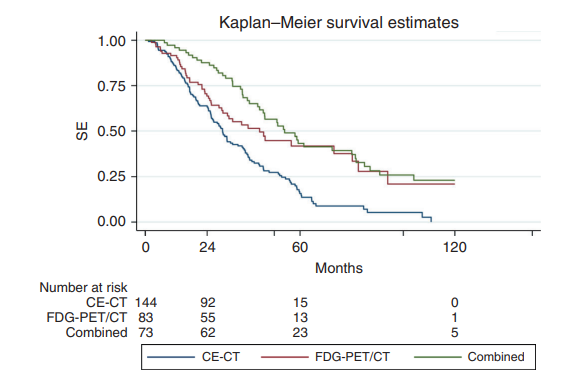 Kaplan–Meier survival estimates
1.00
0.75
0.50
0.25
0.00
SE
0 24 60 120
Months
Number at risk
CE-CT 144 92 15 0
FDG-PET/CT 83 55 13 1
Combined 73 62 23 5
CE-CT FDG-PET/CT Combined